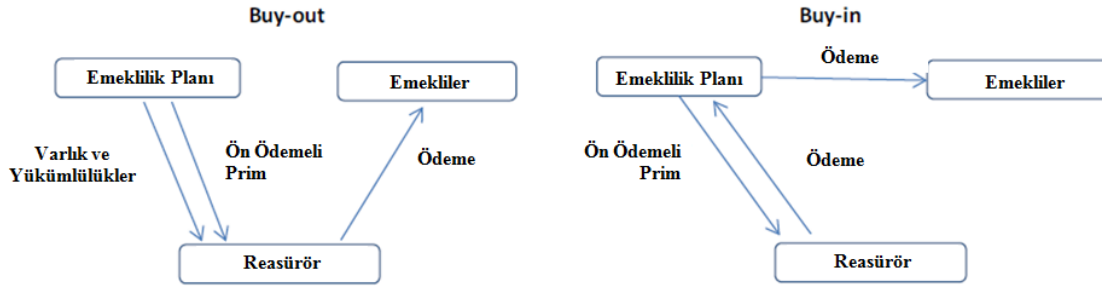 Buy-out
Emeklilik Planı
Emekliler
Varlık ve
Yükümlülükler
Ön Ödemeli
Prim
Ödeme
Reasürör
Buy-in
Emeklilik Planı
Ödeme
Emekliler
Ön Ödemeli
Prim
Ödeme
Reasürör